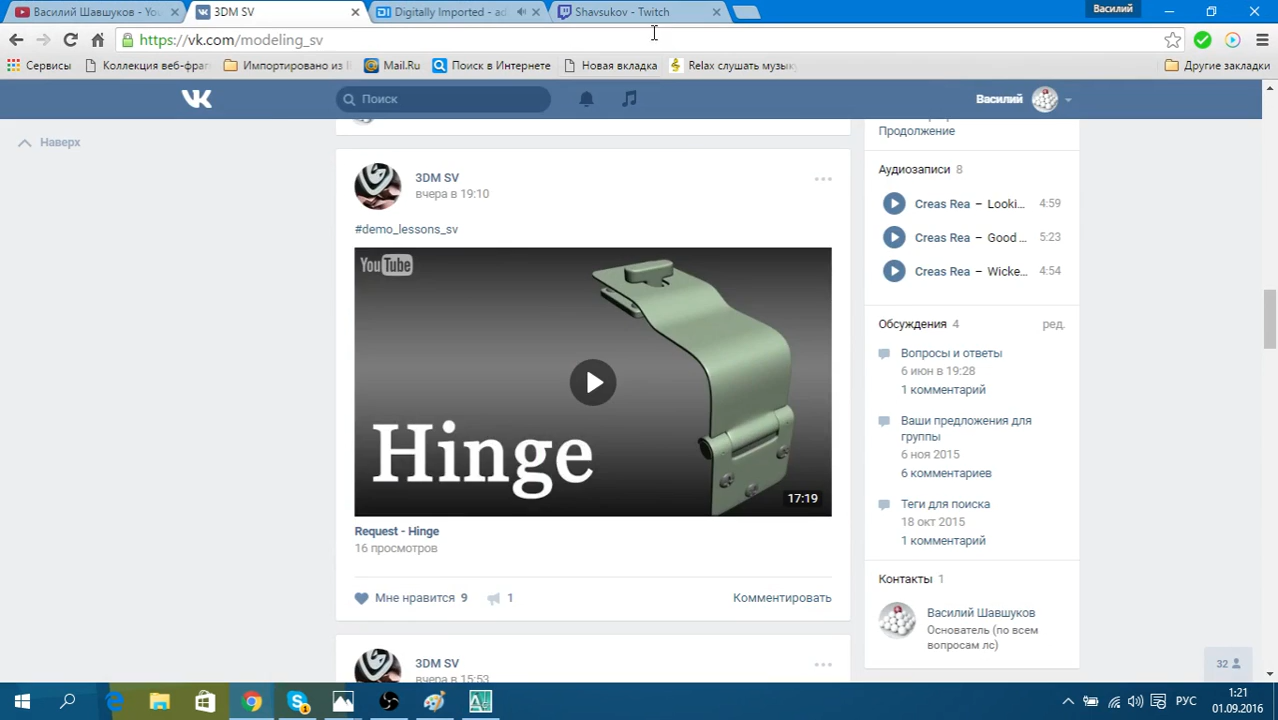 Василий Шавшуков - You
3DM SV
Digitally Imported - ad
Shavsukov - Twitch
Василий
https://vk.com/modeling_sv
Сервисы
Коллекция веб-фраг
Импортировано из II
Mail.Ru
Поиск в Интернете
Новая вкладка
Relax слушать музыку
Другие закладки
Поиск
Василий
Наверх
3DM SV
вчера в 19:10
#demo_lessons_sv
YouTube
Hinge
17:19
Request - Hinge
16 просмотров
Мне нравится 9
1
Комментировать
3DM SV
вчера в 15:53
Продолжение
Аудиозаписи 8
Creas Rea – Looki... 4:59
Creas Rea – Good ... 5:23
Creas Rea – Wicke... 4:54
Обсуждения 4
ред.
Вопросы и ответы
6 июн в 19:28
1 комментарий
Ваши предложения для
группы
6 ноя 2015
6 комментариев
Теги для поиска
18 окт 2015
1 комментарий
Контакты 1
Василий Шавшуков
Основатель (по всем
вопросам лс)
32
РУС
1:21
01.09.2016